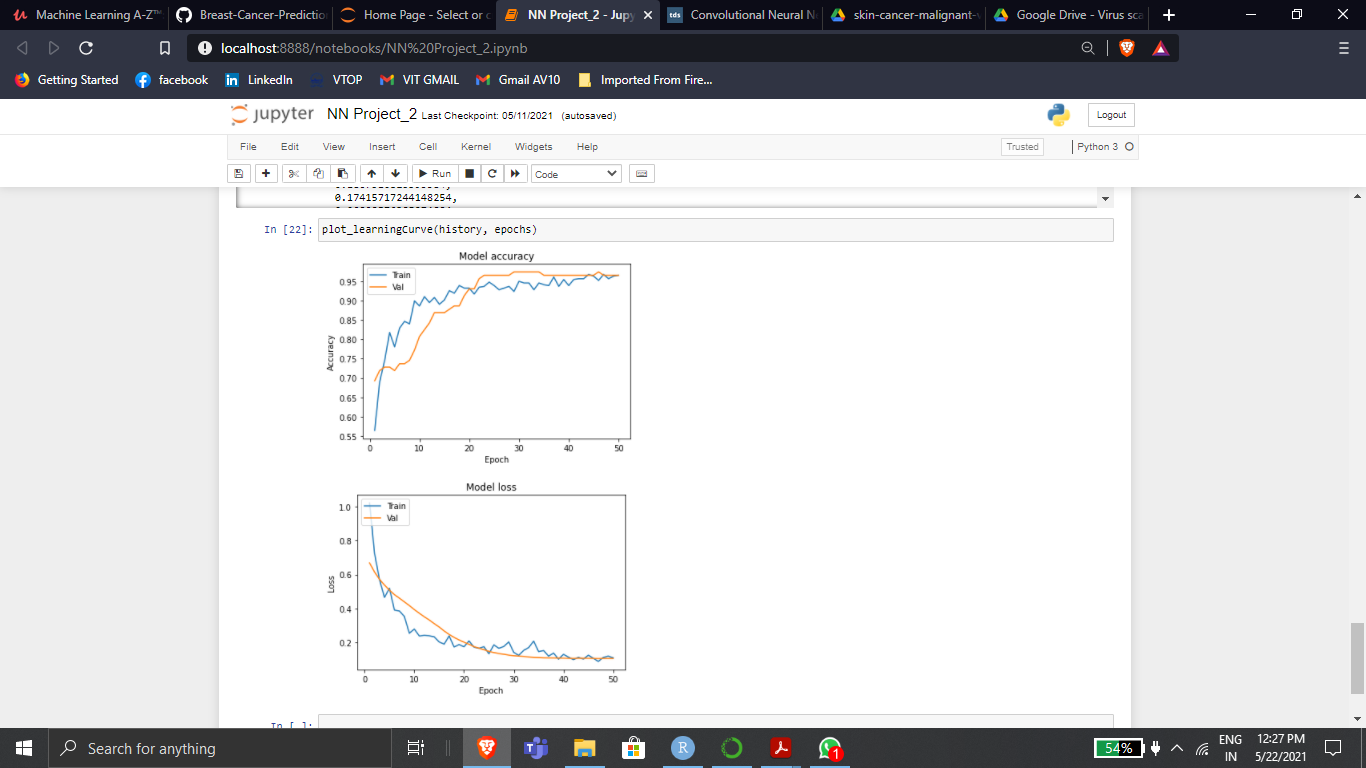 Machine Learning A-Z™
Breast-Cancer-Predictio
Home Page - Select or c
NN Project_2 - Jupy
tds
Convolutional Neural N
skin-cancer-malignant-v
Google Drive - Virus sca
localhost:8888/notebooks/NN%20Project_2.ipynb
Getting Started
facebook
in
LinkedIn
VTOP
VIT GMAIL
Gmail AV10
Imported From Fire...
jupyter
NN Project_2 Last Checkpoint: 05/11/2021 (autosaved)
Logout
File Edit View Insert Cell Kernel Widgets Help
Trusted
Python 3
Run
Code
0.17415717244148254,
In [22]: plot_learningCurve(history, epochs)
Model accuracy
Train
Val
0.95
0.90
0.85
0.80
0.75
0.70
0.65
0.60
0.55
Accuracy
0 10 20 30 40 50
Epoch
Model loss
Train
Val
1.0
0.8
0.6
0.4
0.2
Loss
0 10 20 30 40 50
Epoch
In [ ]:
Search for anything
R
1
54%
ENG
IN
12:27 PM
5/22/2021